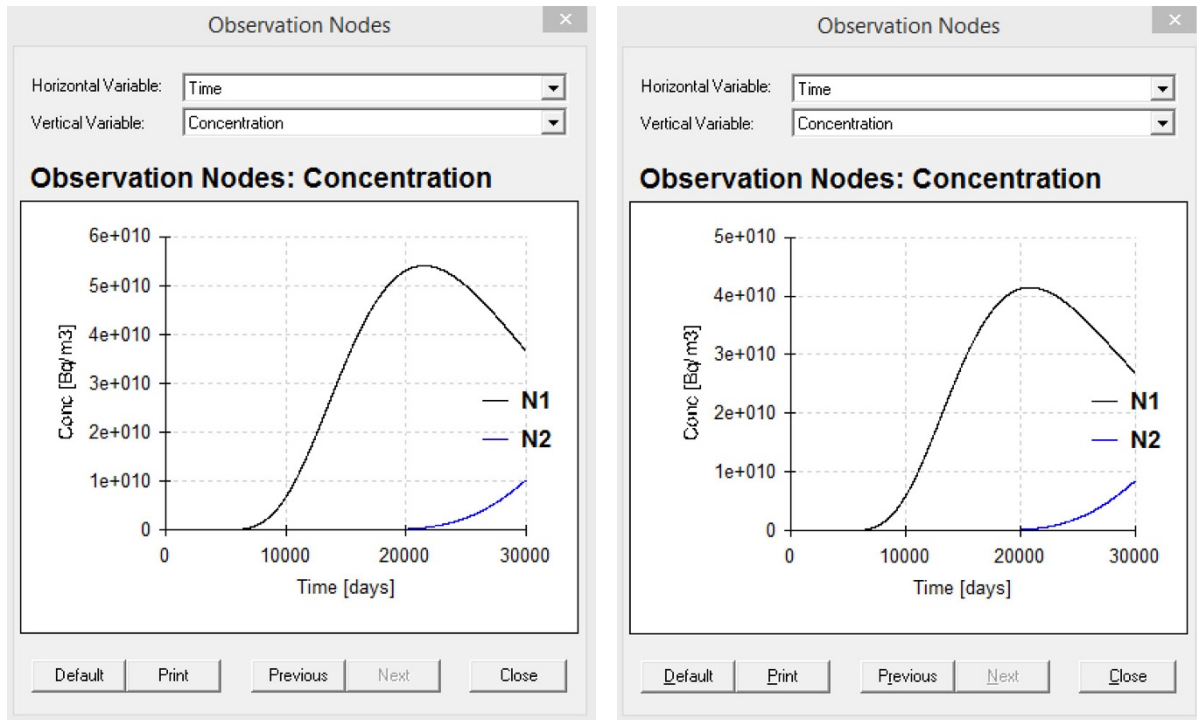 Observation Nodes
Horizontal Variable: Time
Vertical Variable: Concentration
Observation Nodes: Concentration
6e+010
5e+010
4e+010
3e+010
2e+010
1e+010
0
Conc [Bq/m3]
N1
N2
0 10000 20000 30000
Time [days]
Default Print Previous Next Close
Observation Nodes
Horizontal Variable: Time
Vertical Variable: Concentration
Observation Nodes: Concentration
5e+010
4e+010
3e+010
2e+010
1e+010
0
Conc [Bq/m3]
N1
N2
0 10000 20000 30000
Time [days]
Default Print Previous Next Close